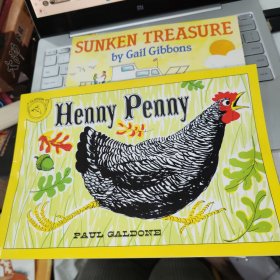 SUNKEN TREASURE
by Gail Gibbons
Henny Penny
PAUL GALDONE